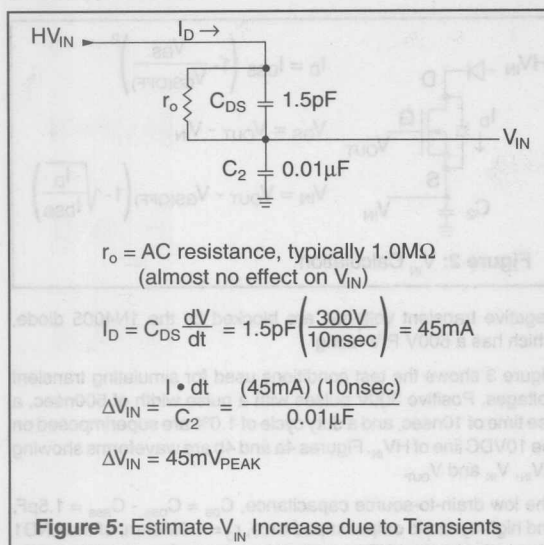 HV_IN I_D →
r_o C_DS 1.5pF
V_IN
C_2 0.01µF
r_o = AC resistance, typically 1.0MΩ
(almost no effect on V_IN)
I_D = C_DS dV/dt = 1.5pF (300V/10nsec) = 45mA
ΔV_IN = I • dt/C_2 = (45mA) (10nsec)/0.01µF
ΔV_IN = 45mV_PEAK
Figure 5: Estimate V_IN Increase due to Transients